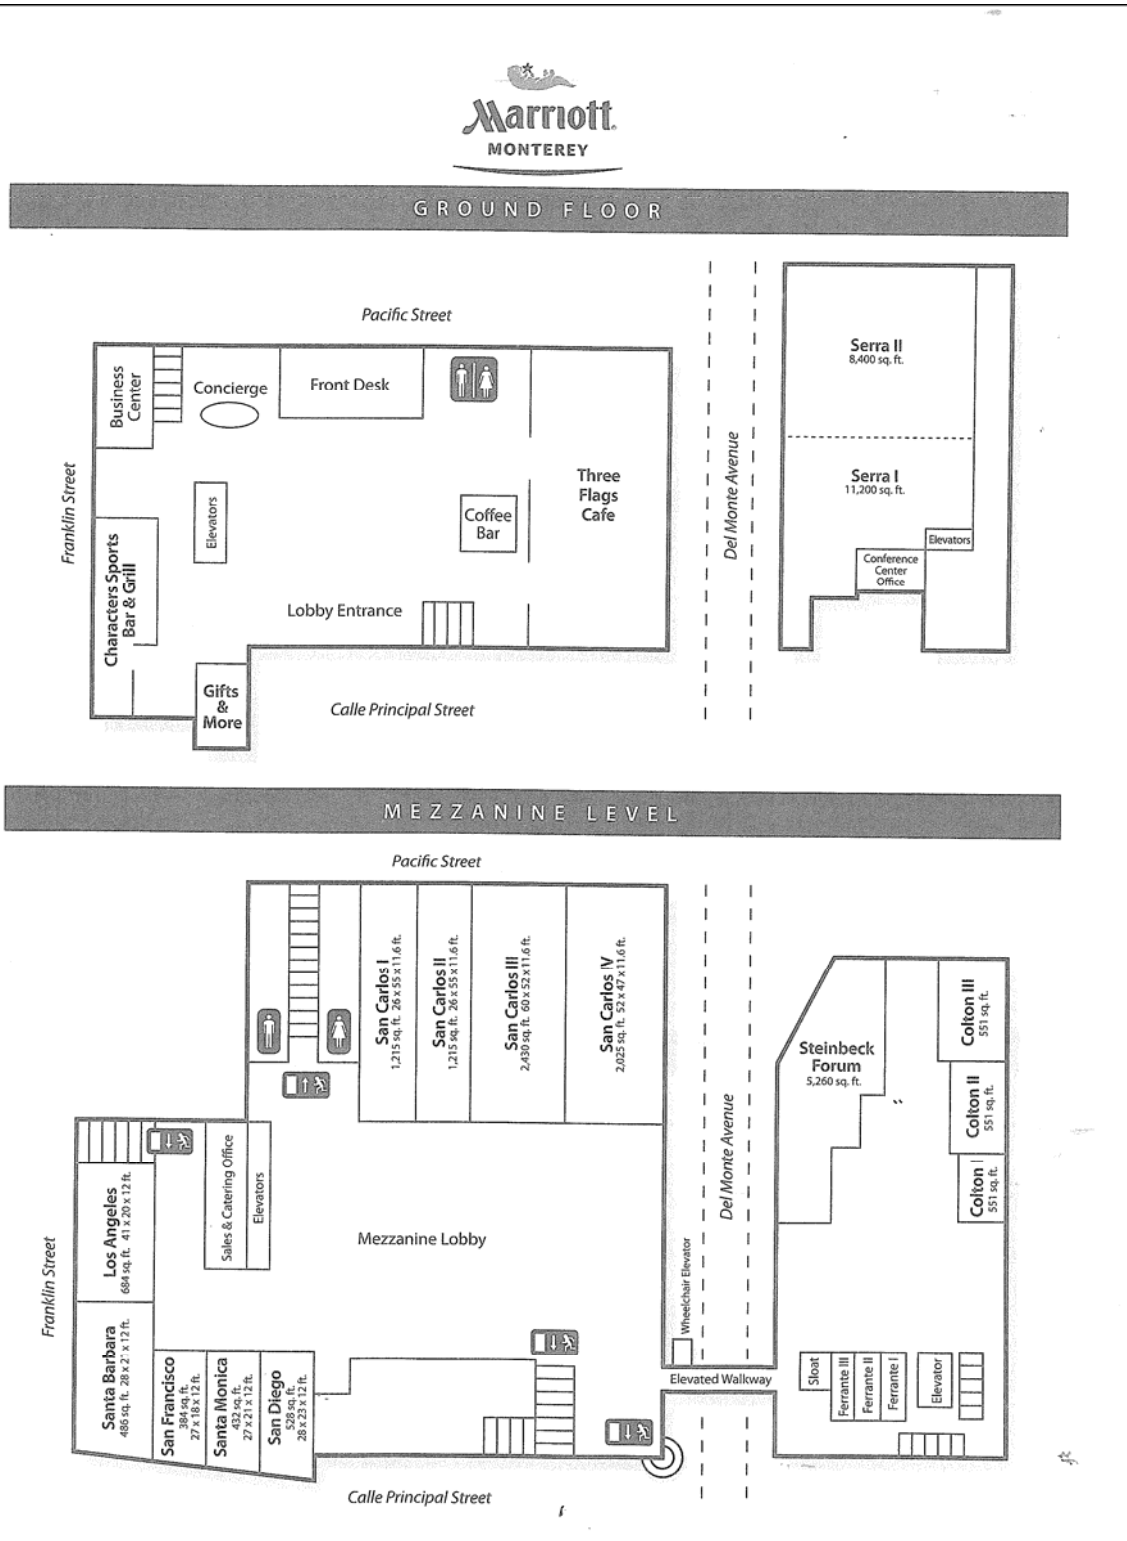 Marriott
MONTEREY
GROUND FLOOR
Pacific Street
Franklin Street
Business
Center
Concierge
Front Desk
Elevators
Coffee
Bar
Three
Flags
Cafe
Characters Sports
Bar & Grill
Lobby Entrance
Gifts
&
More
Calle Principal Street
Del Monte Avenue
Serra II
8,400 sq. ft.
Serra I
11,200 sq. ft.
Elevators
Conference
Center
Office
MEZZANINE LEVEL
Pacific Street
San Carlos I
1,215 sq. ft. 26 x 55 x 11.6 ft.
San Carlos II
1,215 sq. ft. 26 x 55 x 11.6 ft.
San Carlos III
2,430 sq. ft. 60 x 52 x 11.6 ft.
San Carlos IV
2,025 sq. ft. 52 x 47 x 11.6 ft.
Franklin Street
Los Angeles
684 sq. ft. 41 x 20 x 12 ft.
Sales & Catering Office
Elevators
Mezzanine Lobby
Santa Barbara
486 sq. ft. 28 x 21 x 12 ft.
San Francisco
384 sq. ft.
27 x 18 x 12 ft.
Santa Monica
432 sq. ft.
27 x 21 x 12 ft.
San Diego
528 sq. ft.
28 x 23 x 12 ft.
Calle Principal Street
Wheelchair Elevator
Del Monte Avenue
Elevated Walkway
Steinbeck
Forum
5,260 sq. ft.
Colton III
551 sq. ft.
Colton II
551 sq. ft.
Colton I
551 sq. ft.
Sloat
Ferrante III
Ferrante II
Ferrante I
Elevator